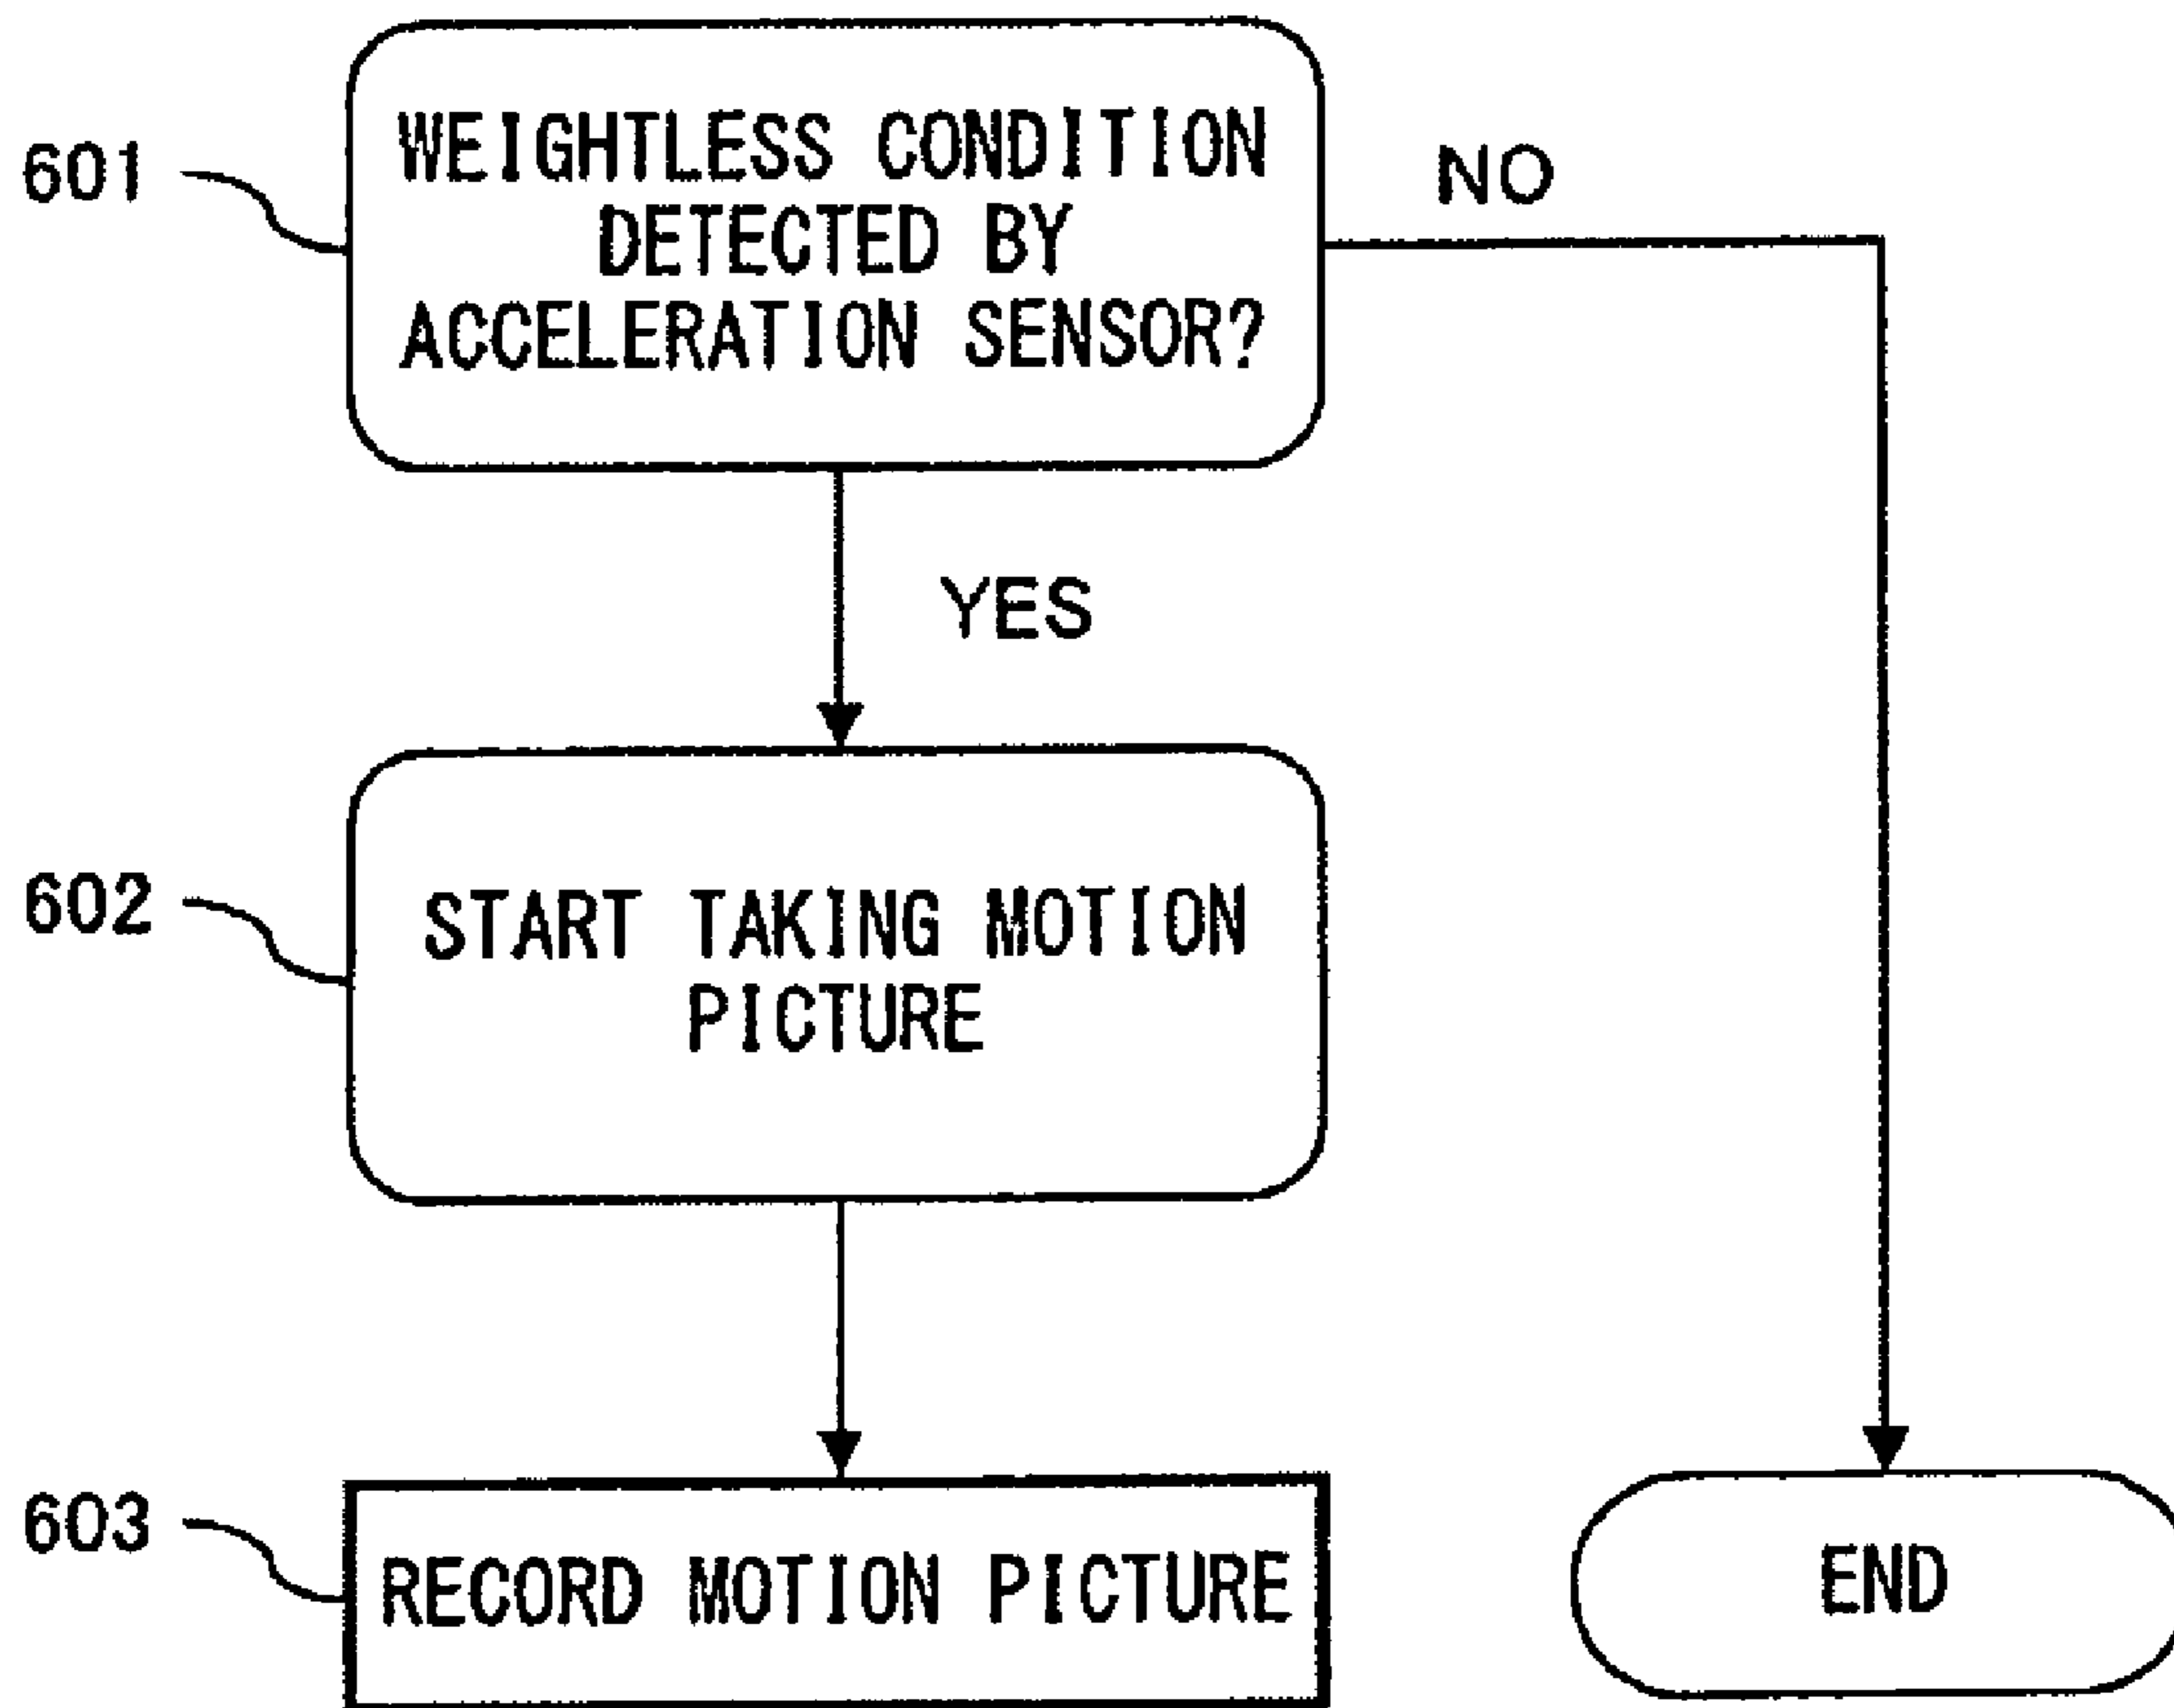 601
WEIGHTLESS CONDITION
DETECTED BY
ACCELERATION SENSOR?
NO
YES
602
START TAKING MOTION
PICTURE
603
RECORD MOTION PICTURE
END